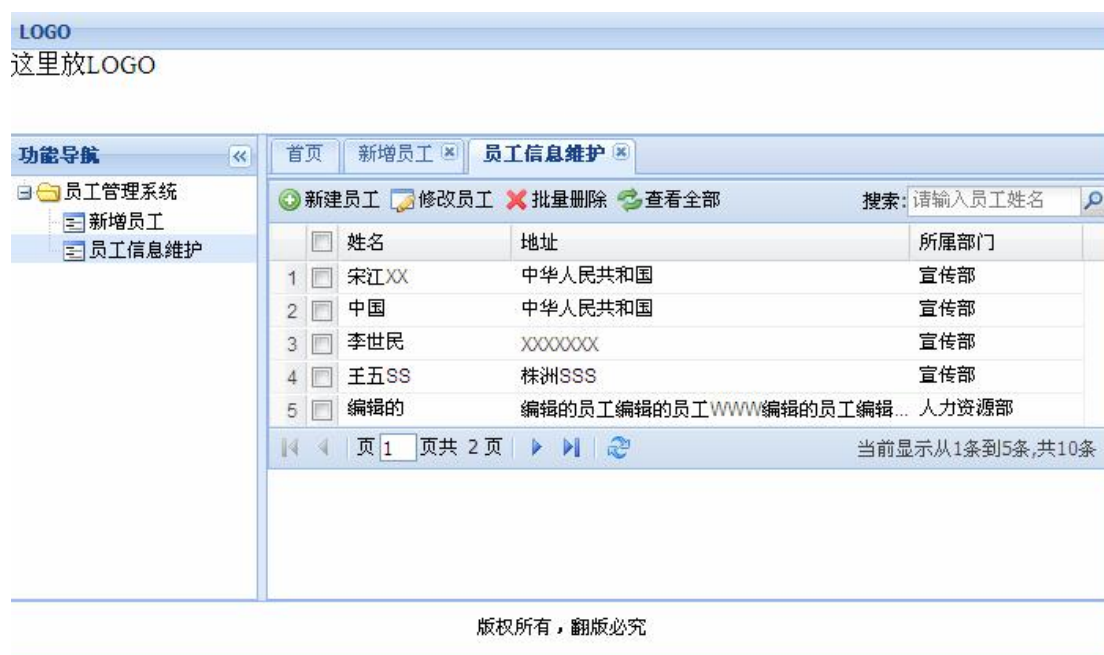 LOGO
这里放LOGO
功能导航
首页 新增员工 员工信息维护
员工管理系统
新增员工
员工信息维护
新建员工 修改员工 批量删除 查看全部 搜索: 请输入员工姓名
姓名 地址 所属部门
1 宋江XX 中华人民共和国 宣传部
2 中国 中华人民共和国 宣传部
3 李世民 XXXXXXX 宣传部
4 王五SS 株洲SSS 宣传部
5 编辑的 编辑的员工编辑的员工WWW编辑的员工编辑... 人力资源部
页 1 页共 2 页 当前显示从1条到5条,共10条
版权所有，翻版必究